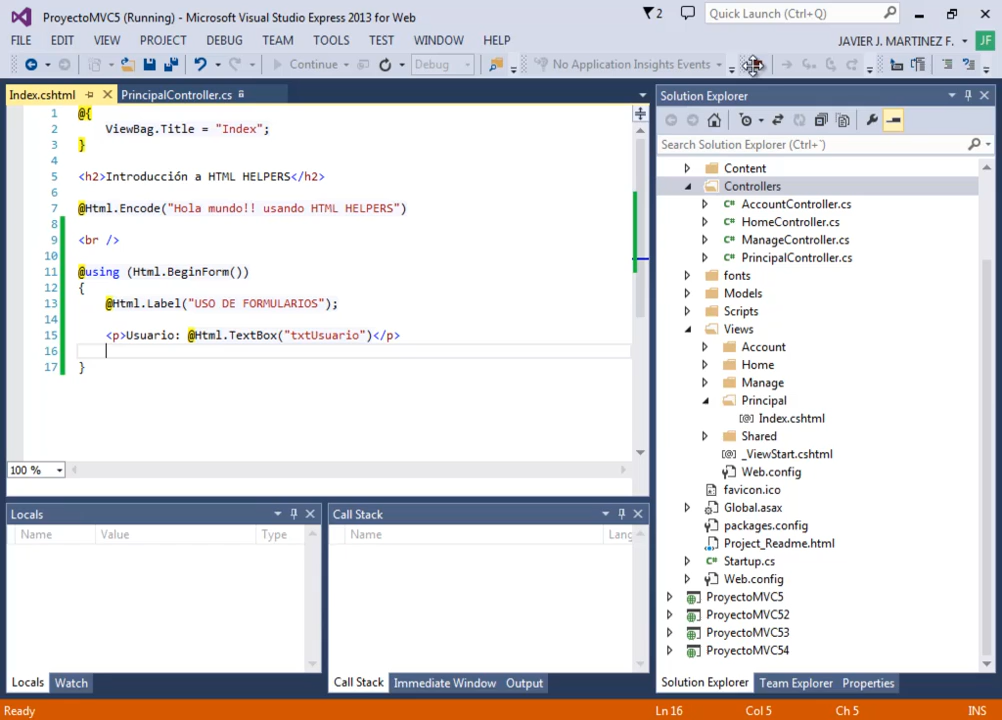 ProyectoMVC5 (Running) - Microsoft Visual Studio Express 2013 for Web
2
Quick Launch (Ctrl+Q)
FILE EDIT VIEW PROJECT DEBUG TEAM TOOLS TEST WINDOW HELP
JAVIER J. MARTINEZ F. JF
Continue Debug No Application Insights Events
Index.cshtml PrincipalController.cs
1 @{
2 ViewBag.Title = "Index";
3 }
4
5 <h2>Introducción a HTML HELPERS</h2>
6
7 @Html.Encode("Hola mundo!! usando HTML HELPERS")
8
9 <br />
10
11 @using (Html.BeginForm())
12 {
13 @Html.Label("USO DE FORMULARIOS");
14
15 <p>Usuario: @Html.TextBox("txtUsuario")</p>
16
17 }
100 %
Solution Explorer
Search Solution Explorer (Ctrl+¨)
Content
Controllers
AccountController.cs
HomeController.cs
ManageController.cs
PrincipalController.cs
fonts
Models
Scripts
Views
Account
Home
Manage
Principal
Index.cshtml
Shared
_ViewStart.cshtml
Web.config
favicon.ico
Global.asax
packages.config
Project_Readme.html
Startup.cs
Web.config
ProyectoMVC5
ProyectoMVC52
ProyectoMVC53
ProyectoMVC54
Solution Explorer Team Explorer Properties
Locals
Name Value Type
Locals Watch
Call Stack
Name Lang
Call Stack Immediate Window Output
Ready Ln 16 Col 5 Ch 5 INS